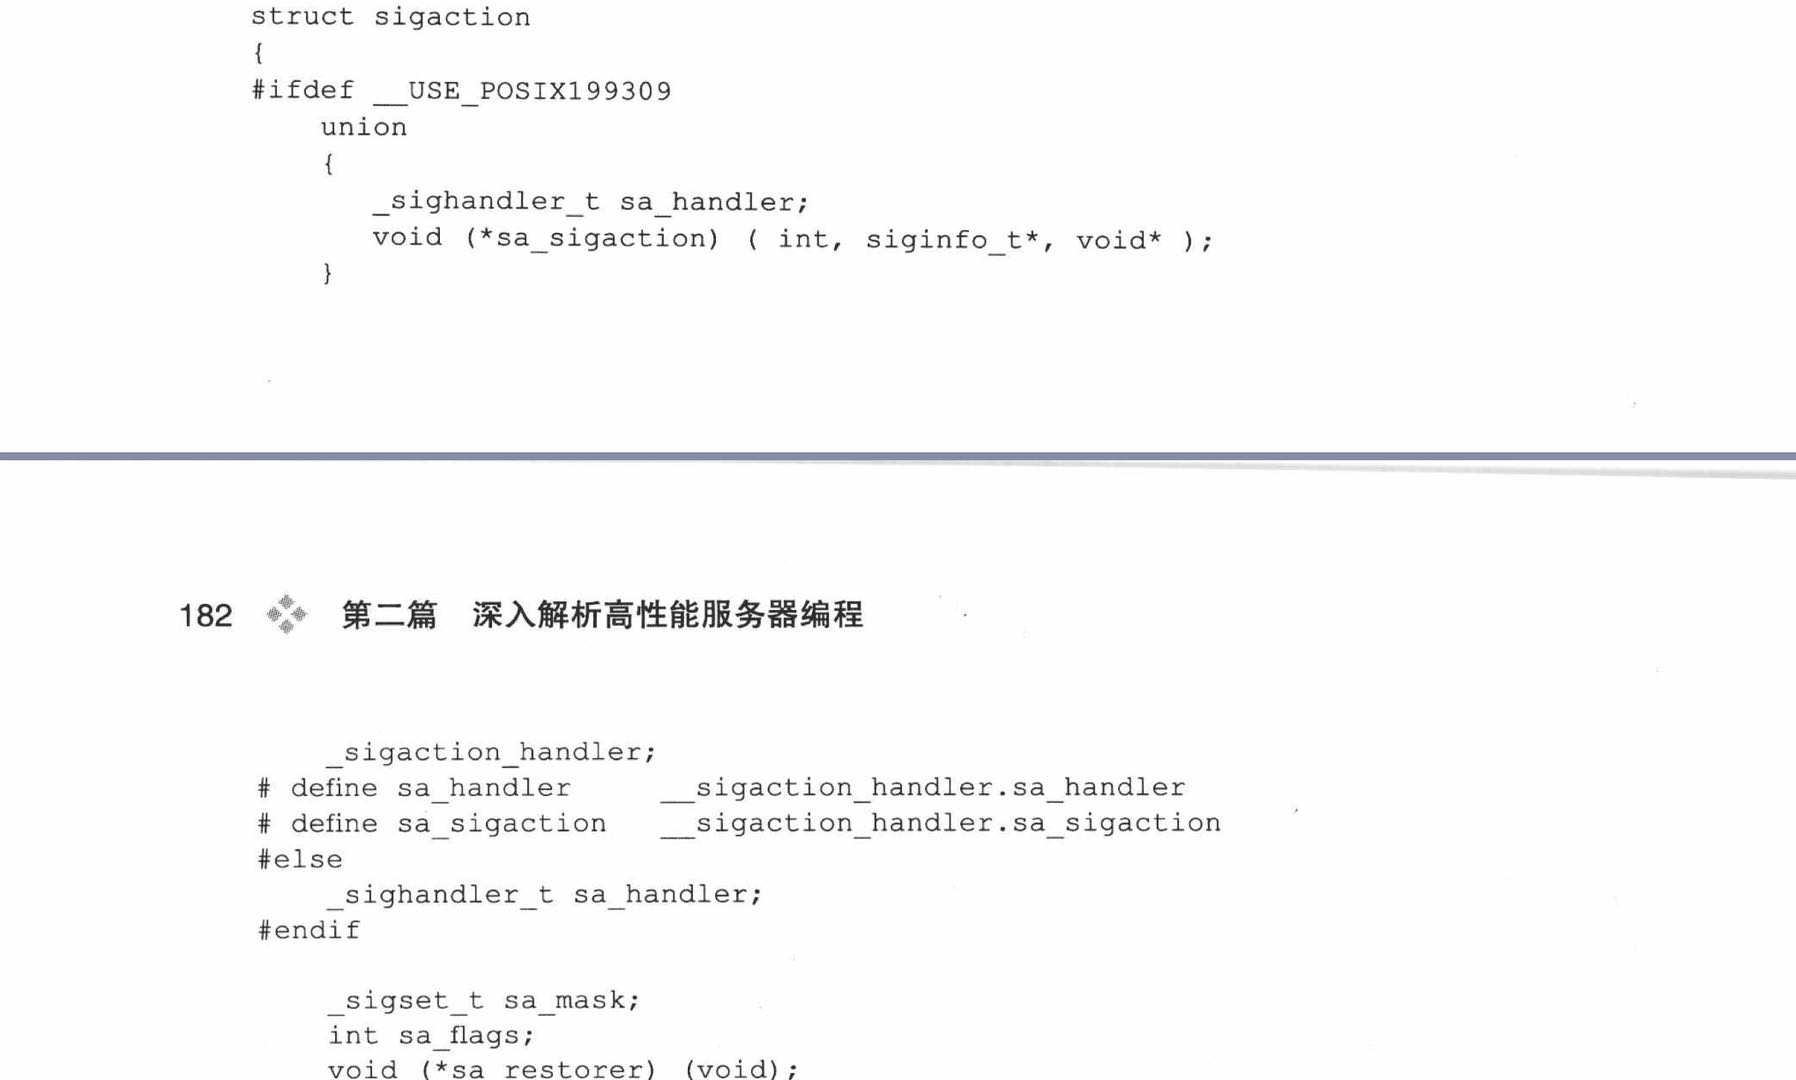 struct sigaction
{
#ifdef __USE_POSIX199309
    union
    {
       _sighandler_t sa_handler;
       void (*sa_sigaction) ( int, siginfo_t*, void* );
    }
182 第二篇 深入解析高性能服务器编程
    _sigaction_handler;
# define sa_handler     __sigaction_handler.sa_handler
# define sa_sigaction   __sigaction_handler.sa_sigaction
#else
    _sighandler_t sa_handler;
#endif
    _sigset_t sa_mask;
    int sa_flags;
    void (*sa_restorer) (void);